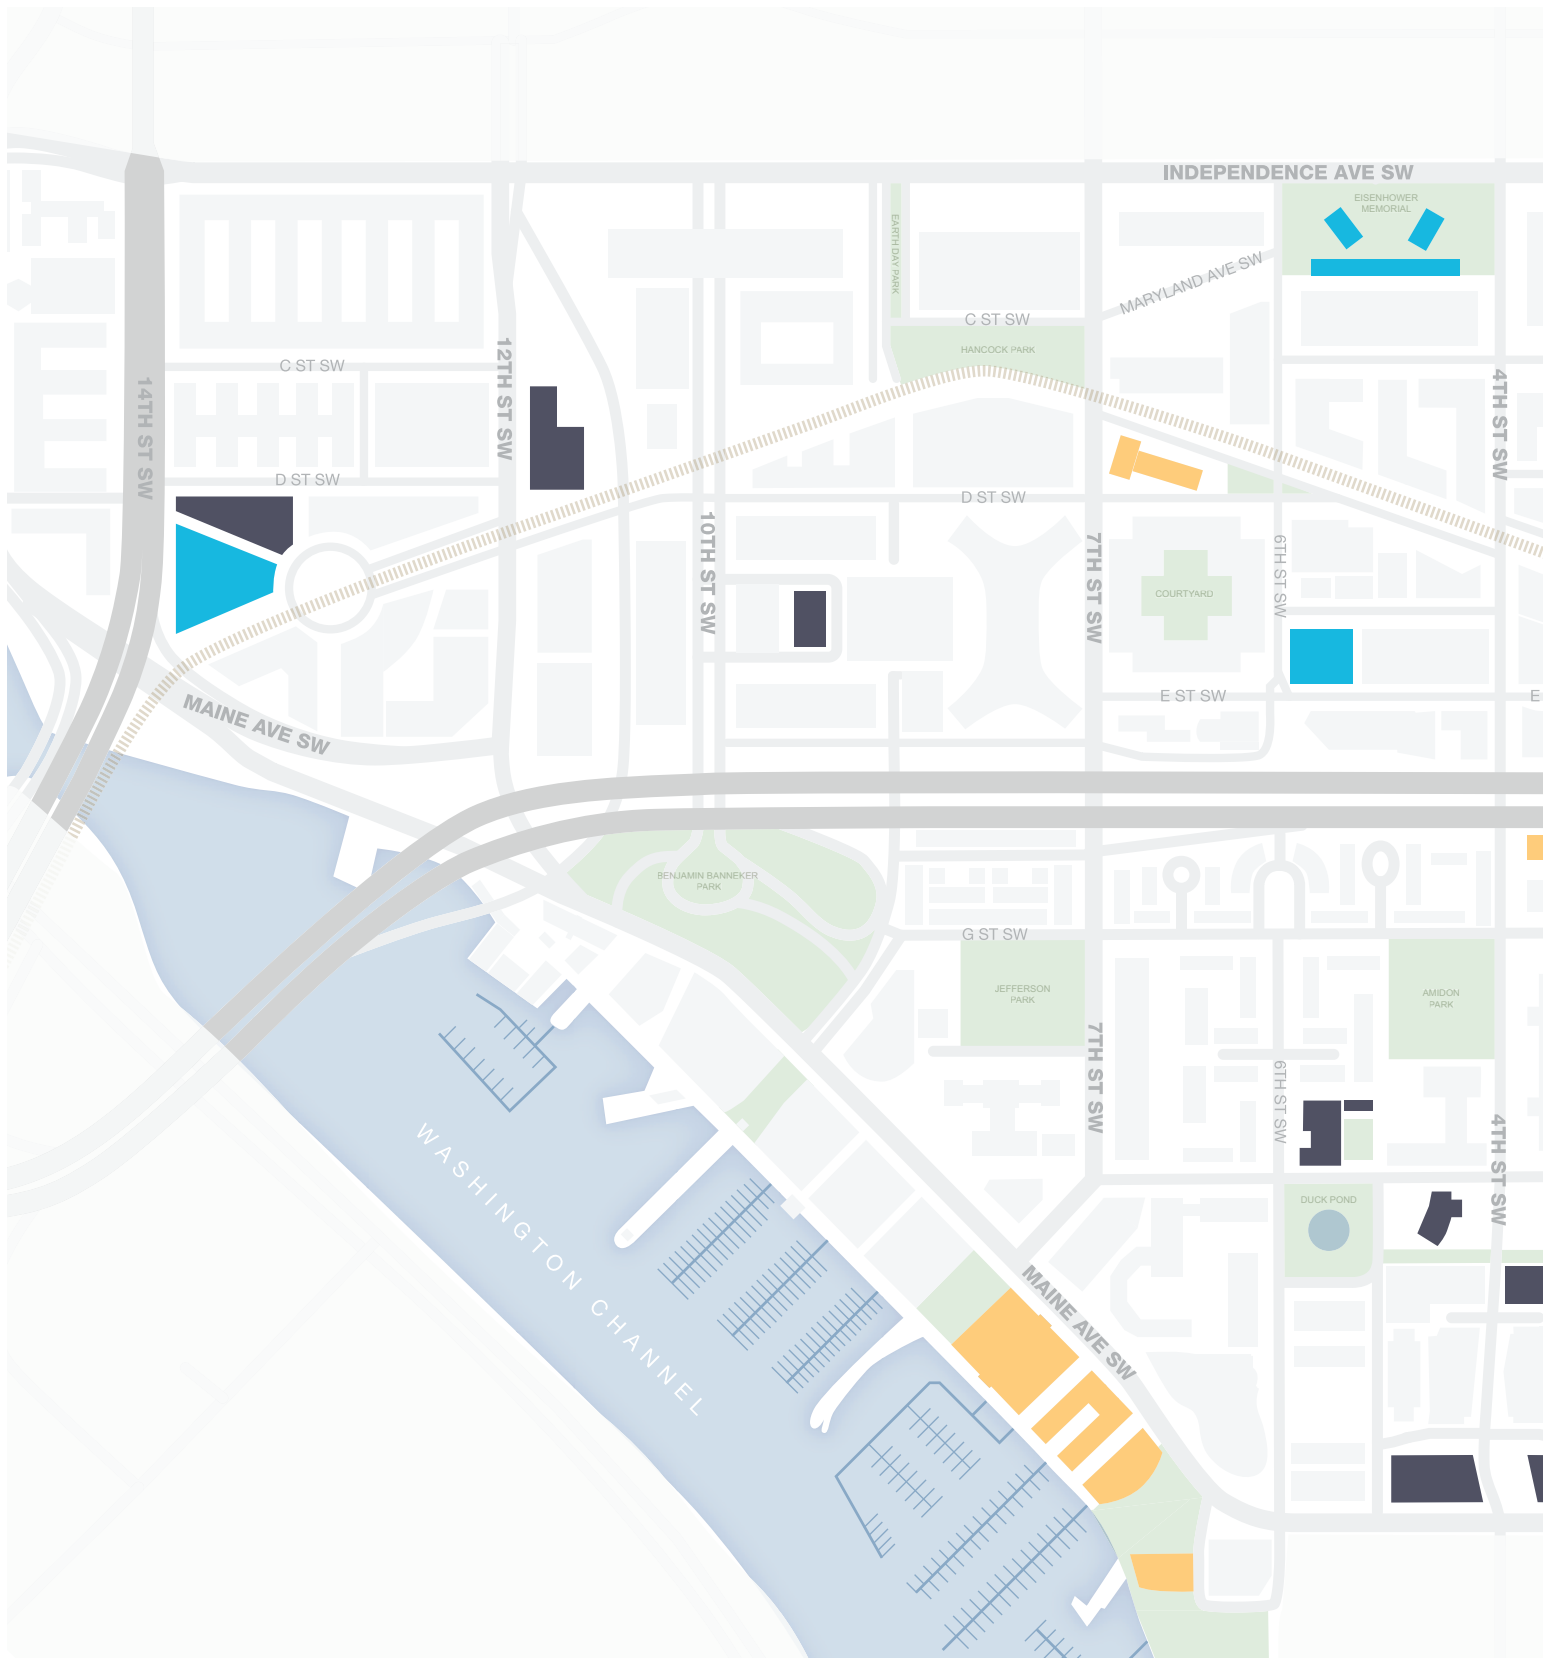 INDEPENDENCE AVE SW
EISENHOWER
MEMORIAL
EARTH DAY PARK
MARYLAND AVE SW
C ST SW
HANCOCK PARK
C ST SW
12TH ST SW
14TH ST SW
4TH ST SW
D ST SW
D ST SW
10TH ST SW
7TH ST SW
6TH ST SW
COURTYARD
E ST SW
E
MAINE AVE SW
BENJAMIN BANNEKER
PARK
G ST SW
JEFFERSON
PARK
AMIDON
PARK
7TH ST SW
6TH ST SW
4TH ST SW
WASHINGTON CHANNEL
DUCK POND
MAINE AVE SW